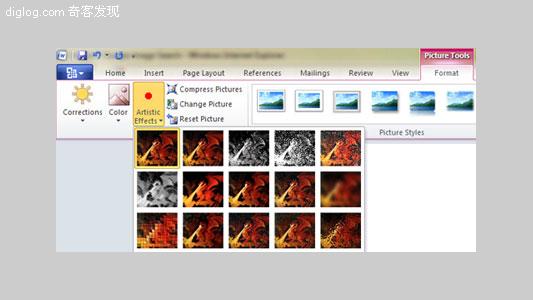 diglog.com 奇客发现
Picture Tools
Home Insert Page Layout References Mailings Review View Format
Corrections
Color
Artistic
Effects
Compress Pictures
Change Picture
Reset Picture
Picture Styles